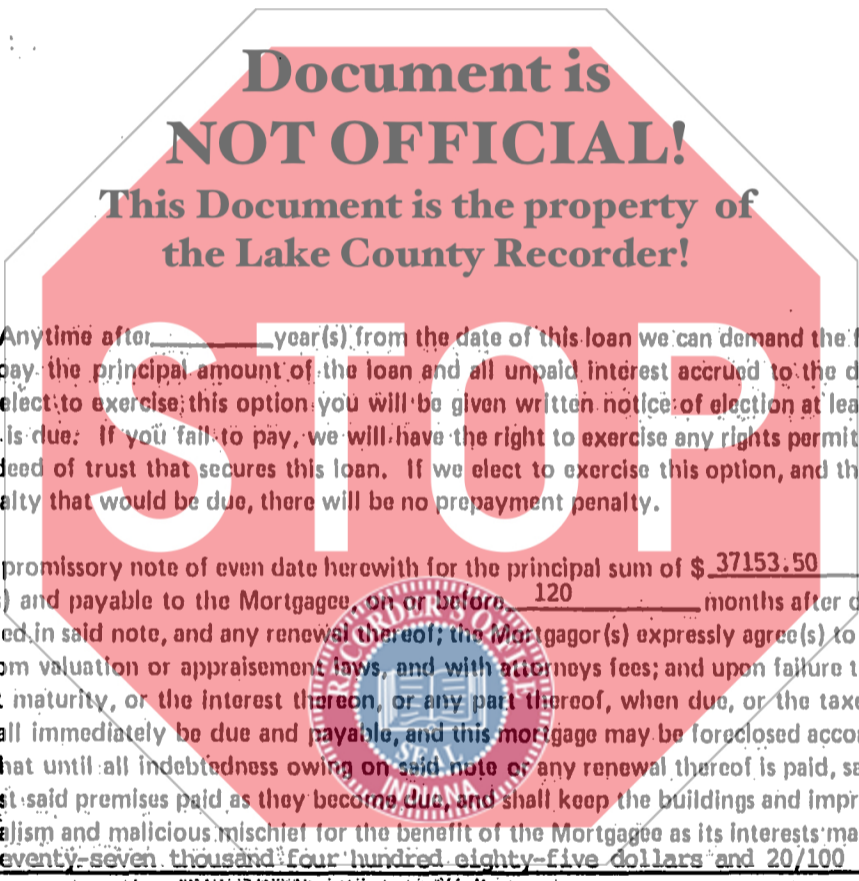 Document is
NOT OFFICIAL!
This Document is the property of
the Lake County Recorder!
STOP
Anytime after year(s) from the date of this loan we can demand the
pay the principal amount of the loan and all unpaid interest accrued to the d
elect to exercise this option you will be given written notice of election at lea
is due. If you fail to pay, we will have the right to exercise any rights permit
deed of trust that secures this loan. If we elect to exercise this option, and th
alty that would be due, there will be no prepayment penalty.
promissory note of even date herewith for the principal sum of $ 37153.50
) and payable to the Mortgagee, on or before 120 months after d
ed in said note, and any renewal thereof; the Mortgagor(s) expressly agree(s) to
om valuation or appraisement laws, and with attorneys fees; and upon failure t
maturity, or the interest thereon, or any part thereof, when due, or the taxe
all immediately be due and payable, and this mortgage may be foreclosed accor
hat until all indebtedness owing on said note or any renewal thereof is paid, sa
st said premises paid as they become due, and shall keep the buildings and impr
alism and malicious mischief for the benefit of the Mortgagee as its interests ma
eventy-seven thousand four hundred eighty-five dollars and 20/100
RECORDER'S OFFICE
SEAL
INDIANA